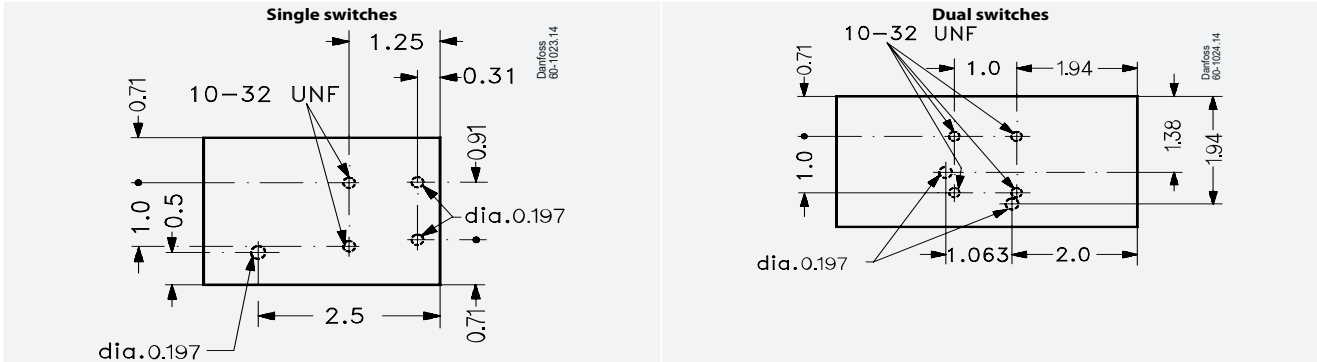 Single switches
1.25
0.31
Danfoss
60-1023.14
0.71
10-32 UNF
0.91
1.0
0.5
dia.0.197
2.5
0.71
dia.0.197
Dual switches
10-32 UNF
Danfoss
60-1024.14
0.71
1.0
1.94
1.38
1.94
1.0
dia.0.197
1.063
2.0